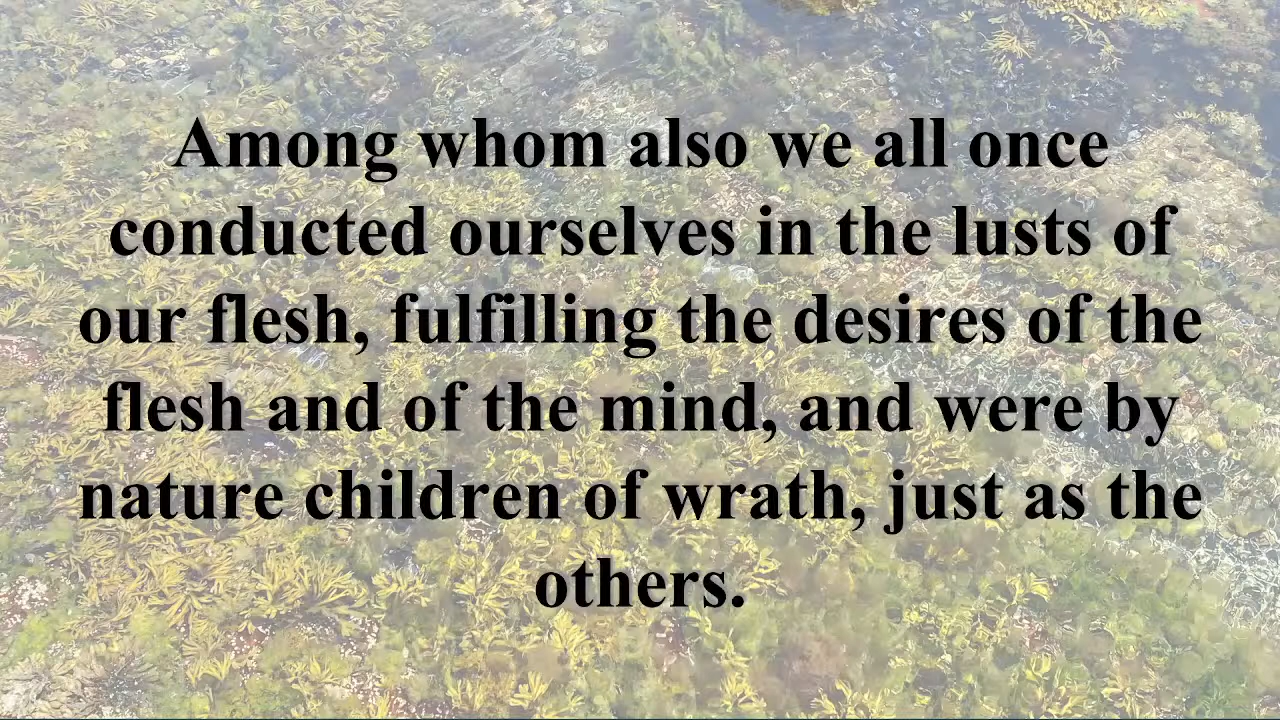 Among whom also we all once
conducted ourselves in the lusts of
our flesh, fulfilling the desires of the
flesh and of the mind, and were by
nature children of wrath, just as the
others.